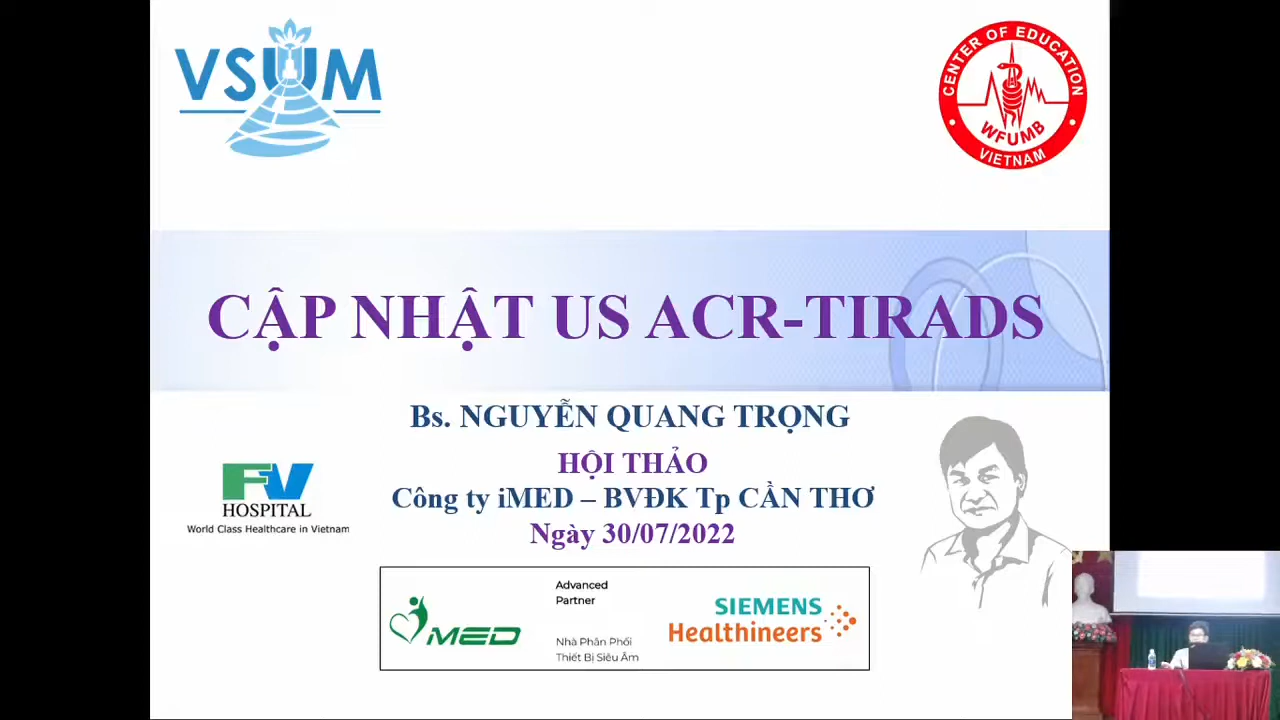 VSUM
CENTER OF EDUCATION
WFUMB
VIETNAM
CẬP NHẬT US ACR-TIRADS
Bs. NGUYỄN QUANG TRỌNG
HỘI THẢO
Công ty iMED – BVĐK Tp CẦN THƠ
Ngày 30/07/2022
FV
HOSPITAL
World Class Healthcare in Vietnam
Advanced
Partner
iMED
Nhà Phân Phối
Thiết Bị Siêu Âm
SIEMENS
Healthineers